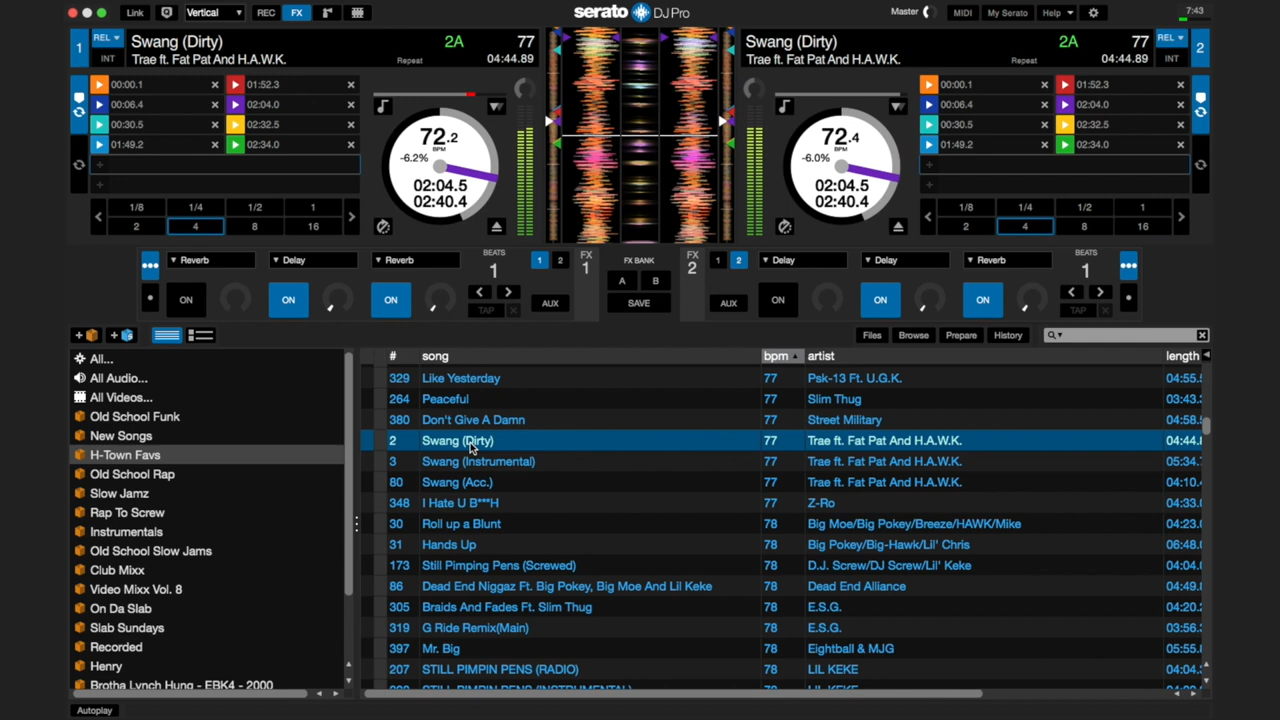 Link Vertical REC FX serato DJ Pro Master MIDI My Serato Help 7:43
1 REL INT Swang (Dirty) 2A 77
Trae ft. Fat Pat And H.A.W.K. Repeat 04:44.89
Swang (Dirty) 2A 77 REL INT 2
Trae ft. Fat Pat And H.A.W.K. Repeat 04:44.89
00:00.1 01:52.3
00:06.4 02:04.0
00:30.5 02:32.5
01:49.2 02:34.0
1/8 1/4 1/2 1
2 4 8 16
72.2
BPM
-6.2%
02:04.5
02:40.4
72.4
BPM
-6.0%
02:04.5
02:40.4
00:00.1 01:52.3
00:06.4 02:04.0
00:30.5 02:32.5
01:49.2 02:34.0
1/8 1/4 1/2 1
2 4 8 16
Reverb Delay Reverb BEATS 1 1 2 FX 1 FX BANK FX 2 1 2 Delay Delay Reverb BEATS 1
A B
ON ON ON TAP AUX SAVE AUX ON ON ON TAP
Files Browse Prepare History
All...
All Audio...
All Videos...
Old School Funk
New Songs
H-Town Favs
Old School Rap
Slow Jamz
Rap To Screw
Instrumentals
Old School Slow Jams
Club Mixx
Video Mixx Vol. 8
On Da Slab
Slab Sundays
Recorded
Henry
Brotha Lynch Hung - EBK4 - 2000
# song bpm artist length
329 Like Yesterday 77 Psk-13 Ft. U.G.K. 04:55.
264 Peaceful 77 Slim Thug 03:43.
380 Don't Give A Damn 77 Street Military 04:58.
2 Swang (Dirty) 77 Trae ft. Fat Pat And H.A.W.K. 04:44.
3 Swang (Instrumental) 77 Trae ft. Fat Pat And H.A.W.K. 05:34.
80 Swang (Acc.) 77 Trae ft. Fat Pat And H.A.W.K. 04:10.
348 I Hate U B***H 77 Z-Ro 04:33.
30 Roll up a Blunt 78 Big Moe/Big Pokey/Breeze/HAWK/Mike 04:23.
31 Hands Up 78 Big Pokey/Big-Hawk/Lil' Chris 06:48.
173 Still Pimping Pens (Screwed) 78 D.J. Screw/DJ Screw/Lil' Keke 04:04.
86 Dead End Niggaz Ft. Big Pokey, Big Moe And Lil Keke 78 Dead End Alliance 04:49.
305 Braids And Fades Ft. Slim Thug 78 E.S.G. 04:20.
319 G Ride Remix(Main) 78 E.S.G. 03:56.
397 Mr. Big 78 Eightball & MJG 05:55.
207 STILL PIMPIN PENS (RADIO) 78 LIL KEKE 04:04.
STILL PIMPIN PENS (INSTRUMENTAL) 78 LIL KEKE
Autoplay